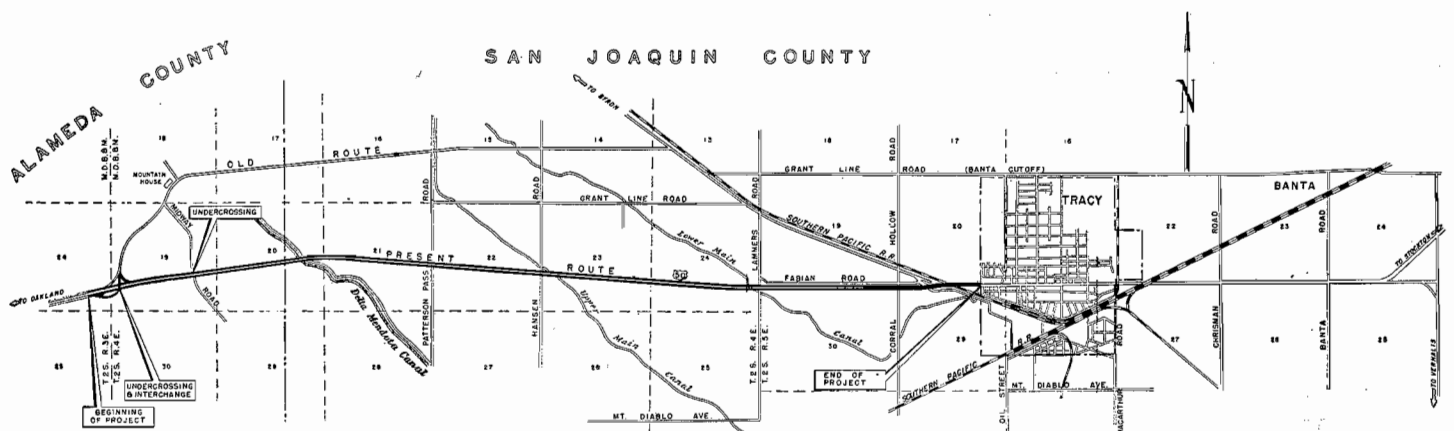 SAN JOAQUIN COUNTY
ALAMEDA COUNTY
N
TO BYRON
18
17
16
15
14
13
18
17
16
M.D.B.&M.
M.D.B.&M.
OLD ROUTE
MOUNTAIN
HOUSE
ROAD
ROAD
ROAD
ROAD
GRANT LINE ROAD (BANTA CUTOFF)
BANTA
TRACY
MIDWAY
ROAD
UNDERCROSSING
GRANT LINE ROAD
Lower Main
Canal
SOUTHERN PACIFIC R.R.
HOLLOW
24
19
20
21
22
23
24
19
20
22
23
24
ROAD
ROAD
PRESENT ROUTE
50
LAMMERS
FABIAN ROAD
TO STOCKTON
TO OAKLAND
Delta Mendota Canal
PATTERSON PASS
HANSEN
Upper
Main
Canal
T.2S. R.3E.
T.2S. R.4E.
T.2S. R.4E.
T.2S. R.5E.
25
30
29
28
27
25
30
29
27
25
CORRAL
ROAD
CHRISMAN
BANTA
UNDERCROSSING
& INTERCHANGE
BEGINNING
OF PROJECT
END OF
PROJECT
SOUTHERN PACIFIC R.R.
MT. DIABLO AVE.
MT. DIABLO AVE.
STREET
MACARTHUR
TO VERNALIS